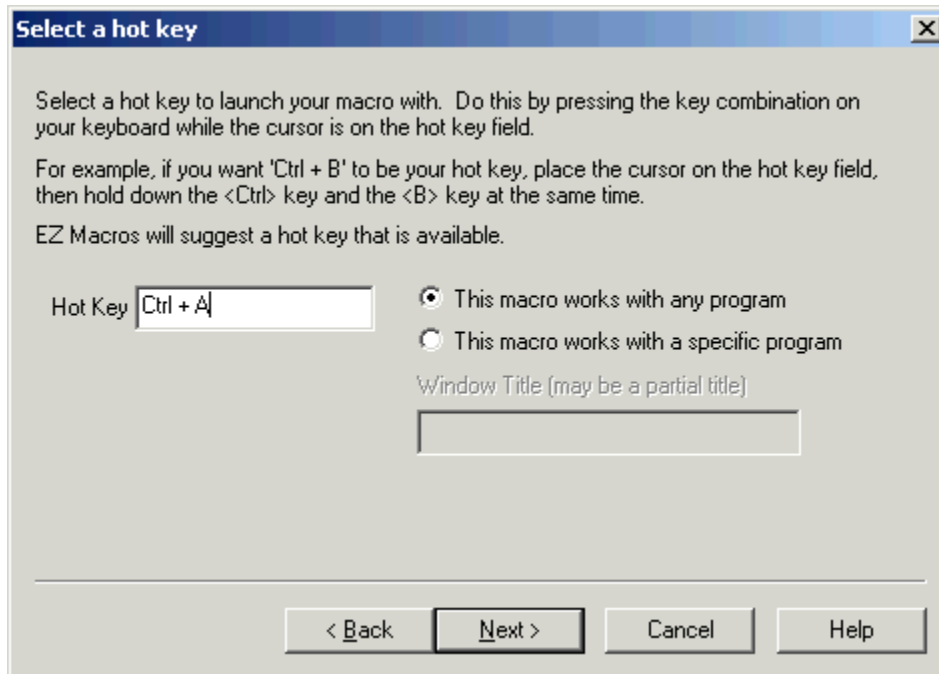 Select a hot key
Select a hot key to launch your macro with.  Do this by pressing the key combination on
your keyboard while the cursor is on the hot key field.
For example, if you want 'Ctrl + B' to be your hot key, place the cursor on the hot key field,
then hold down the <Ctrl> key and the <B> key at the same time.
EZ Macros will suggest a hot key that is available.
Hot Key Ctrl + A
This macro works with any program
This macro works with a specific program
Window Title (may be a partial title)
< Back Next > Cancel Help